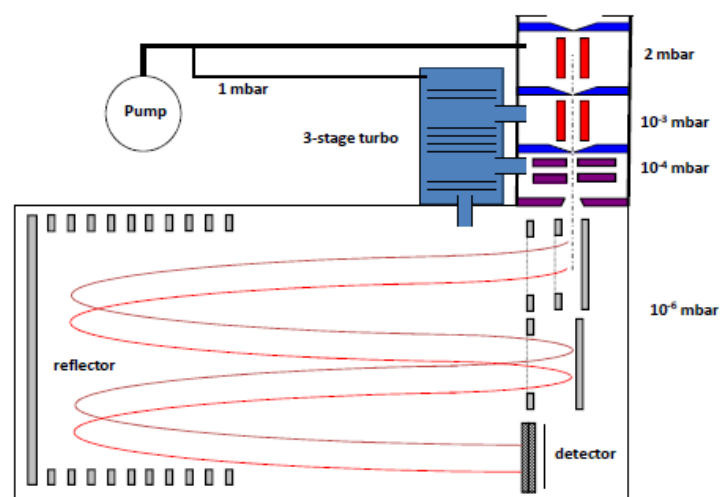 2 mbar
Pump
1 mbar
3-stage turbo
10⁻³ mbar
10⁻⁴ mbar
10⁻⁶ mbar
reflector
detector